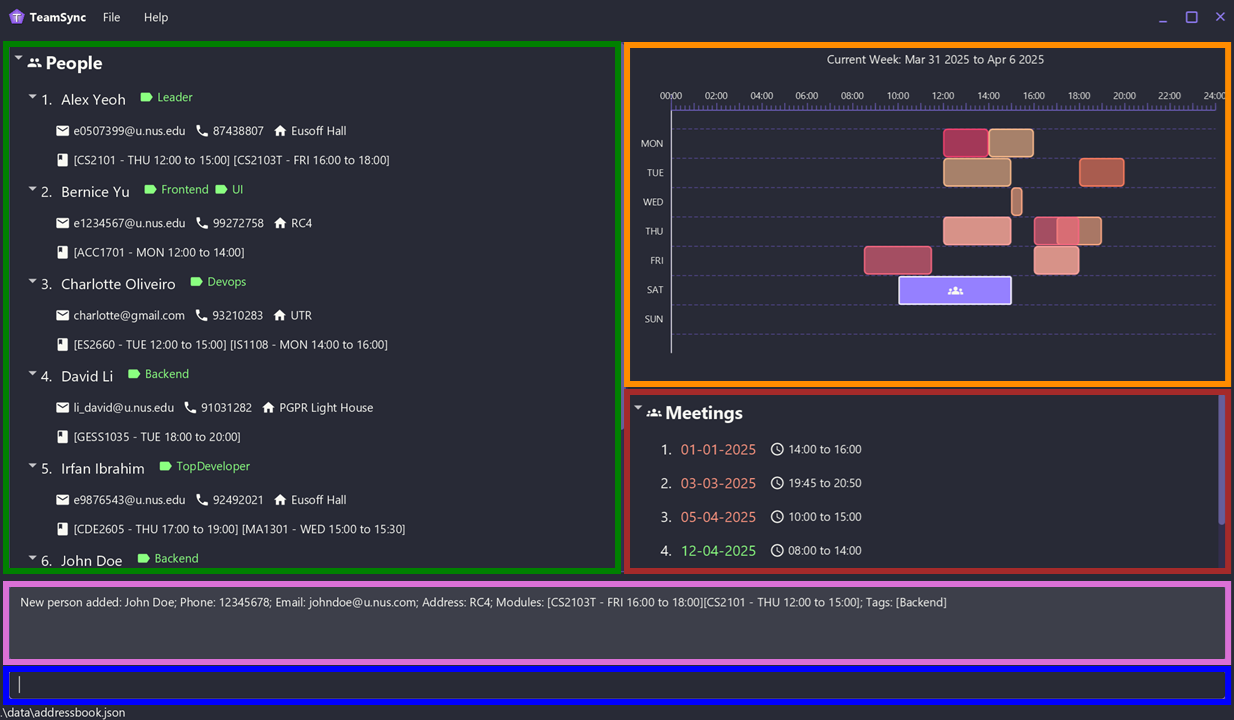 TeamSync File Help
People
1. Alex Yeoh Leader
e0507399@u.nus.edu 87438807 Eusoff Hall
[CS2101 - THU 12:00 to 15:00] [CS2103T - FRI 16:00 to 18:00]
2. Bernice Yu Frontend UI
e1234567@u.nus.edu 99272758 RC4
[ACC1701 - MON 12:00 to 14:00]
3. Charlotte Oliveiro Devops
charlotte@gmail.com 93210283 UTR
[ES2660 - TUE 12:00 to 15:00] [IS1108 - MON 14:00 to 16:00]
4. David Li Backend
li_david@u.nus.edu 91031282 PGPR Light House
[GESS1035 - TUE 18:00 to 20:00]
5. Irfan Ibrahim TopDeveloper
e9876543@u.nus.edu 92492021 Eusoff Hall
[CDE2605 - THU 17:00 to 19:00] [MA1301 - WED 15:00 to 15:30]
6. John Doe Backend
Current Week: Mar 31 2025 to Apr 6 2025
00:00 02:00 04:00 06:00 08:00 10:00 12:00 14:00 16:00 18:00 20:00 22:00 24:00
MON
TUE
WED
THU
FRI
SAT
SUN
Meetings
1. 01-01-2025 14:00 to 16:00
2. 03-03-2025 19:45 to 20:50
3. 05-04-2025 10:00 to 15:00
4. 12-04-2025 08:00 to 14:00
New person added: John Doe; Phone: 12345678; Email: johndoe@u.nus.com; Address: RC4; Modules: [CS2103T - FRI 16:00 to 18:00][CS2101 - THU 12:00 to 15:00]; Tags: [Backend]
.\data\addressbook.json